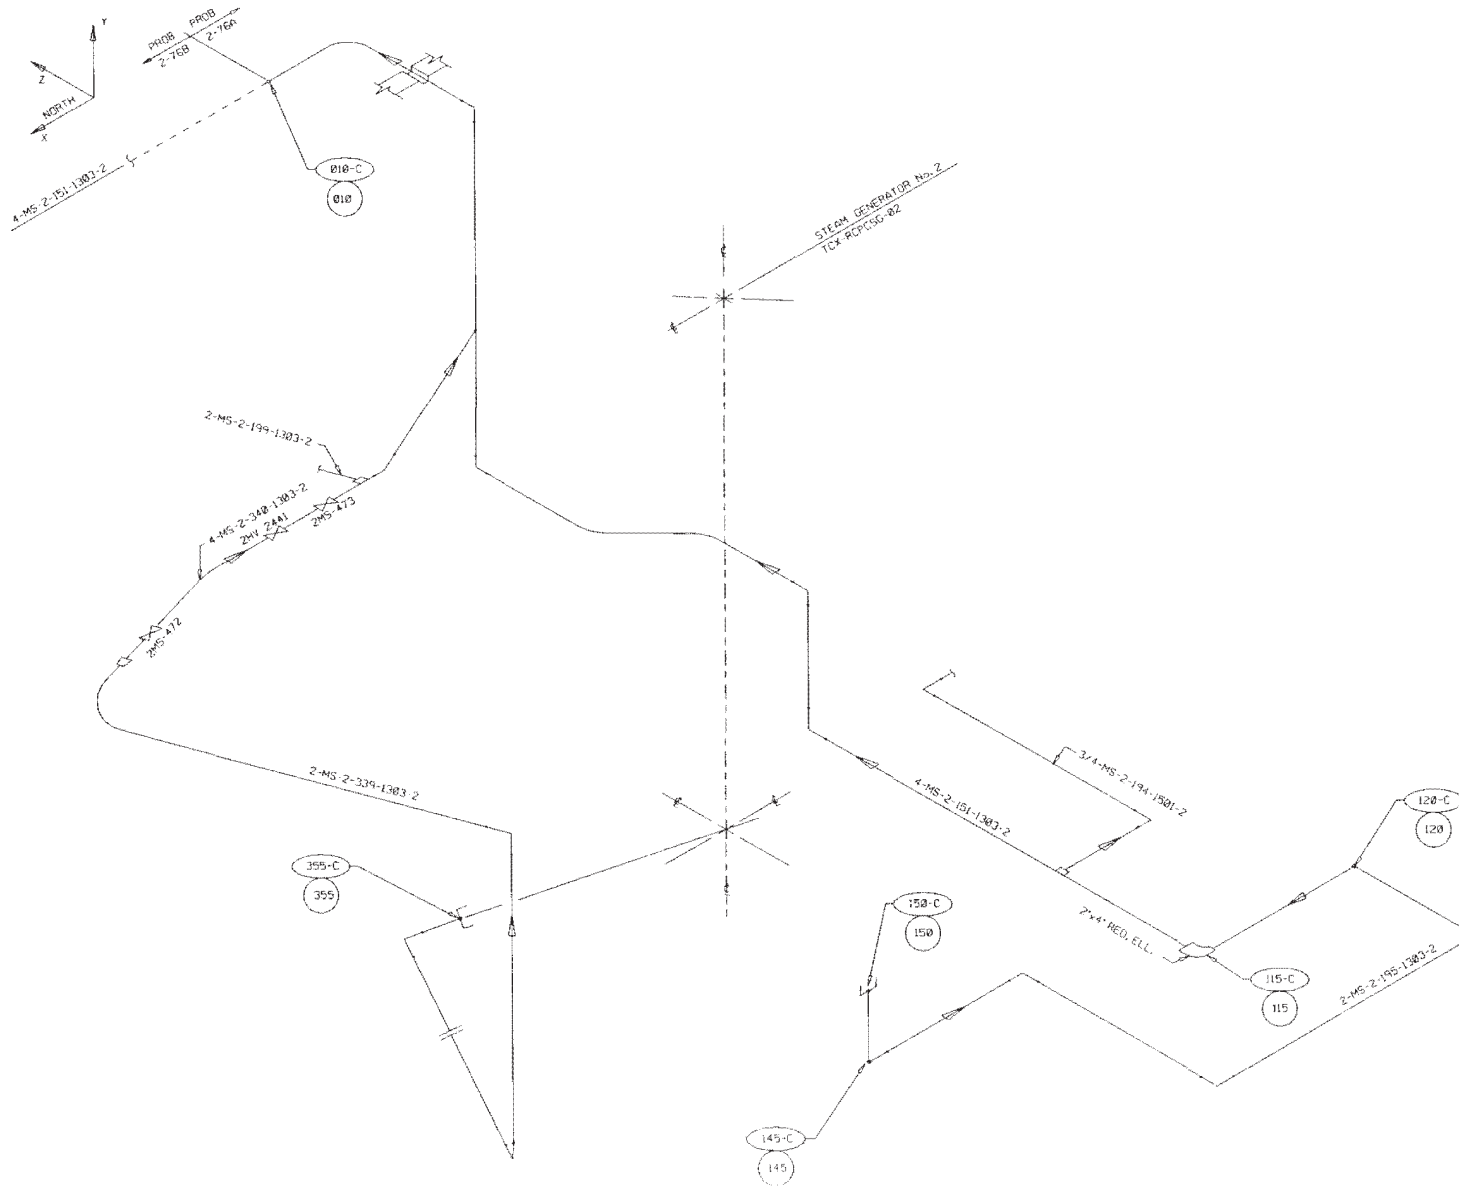 Y
Z
NORTH
X
PROB PROB
2-76B 2-76A
4-MS-2-151-1303-2
010-C
010
STEAM GENERATOR No. 2
TCX-RCPCSG-02
2-MS-2-199-1303-2
4-MS-2-340-1303-2
2HV 2441
2MS-473
2MS-472
2-MS-2-339-1303-2
3/4-MS-2-194-1501-2
4-MS-2-151-1303-2
120-C
120
355-C
355
150-C
150
2"x4" RED. ELL.
115-C
115
2-MS-2-195-1303-2
145-C
145